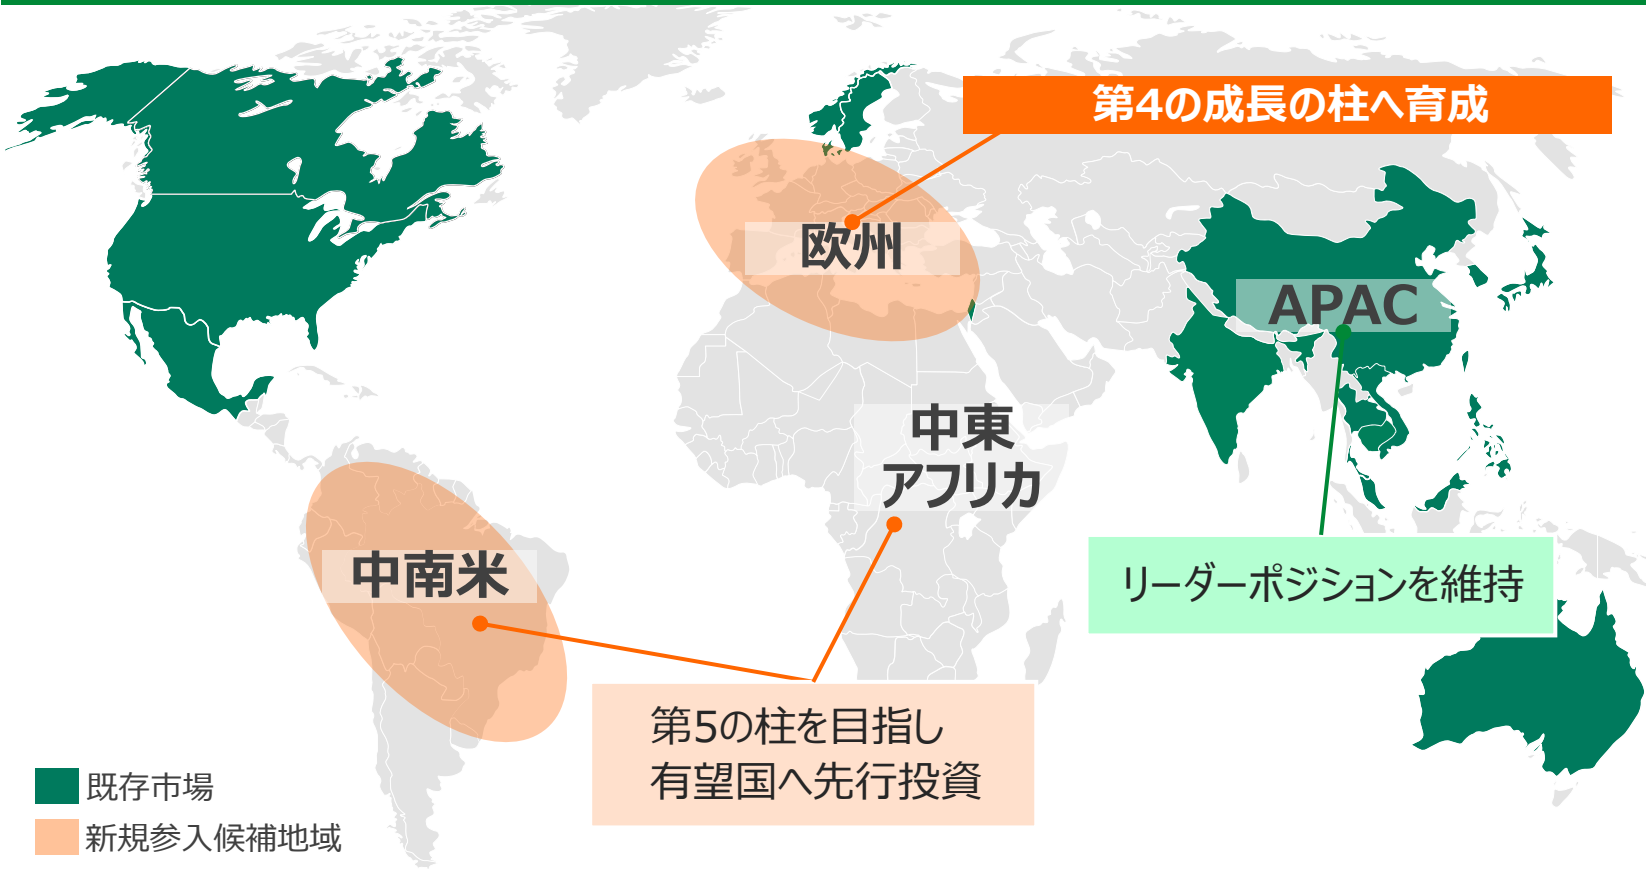 第4の成長の柱へ育成
欧州
APAC
中東
アフリカ
中南米
リーダーポジションを維持
第5の柱を目指し
有望国へ先行投資
既存市場
新規参入候補地域